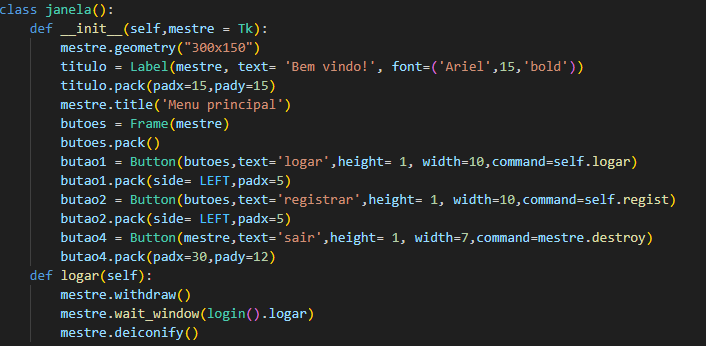 class janela():
    def __init__(self,mestre = Tk):
        mestre.geometry("300x150")
        titulo = Label(mestre, text= 'Bem vindo!', font=('Ariel',15,'bold'))
        titulo.pack(padx=15,pady=15)
        mestre.title('Menu principal')
        butoes = Frame(mestre)
        butoes.pack()
        butao1 = Button(butoes,text='logar',height= 1, width=10,command=self.logar)
        butao1.pack(side= LEFT,padx=5)
        butao2 = Button(butoes,text='registrar',height= 1, width=10,command=self.regist)
        butao2.pack(side= LEFT,padx=5)
        butao4 = Button(mestre,text='sair',height= 1, width=7,command=mestre.destroy)
        butao4.pack(padx=30,pady=12)
    def logar(self):
        mestre.withdraw()
        mestre.wait_window(login().logar)
        mestre.deiconify()